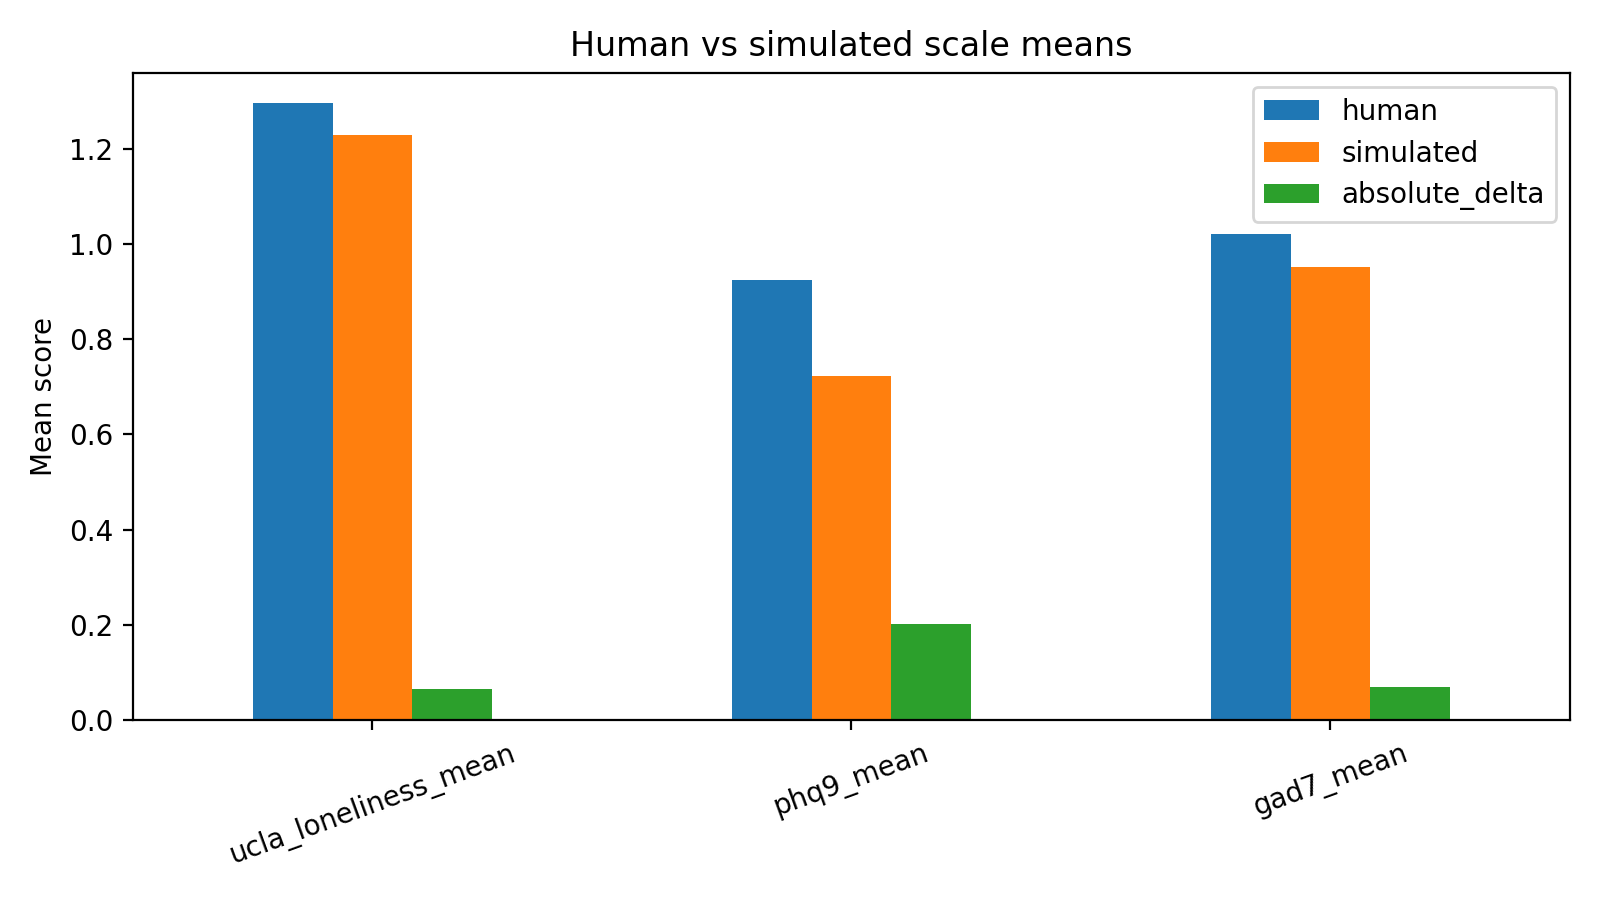 Human vs simulated scale means
human
simulated
absolute_delta
Mean score
1.2
1.0
0.8
0.6
0.4
0.2
0.0
ucla_loneliness_mean
phq9_mean
gad7_mean